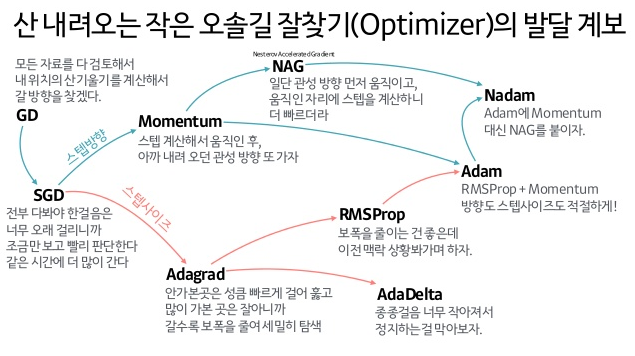 산 내려오는 작은 오솔길 잘찾기(Optimizer)의 발달 계보
모든 자료를 다 검토해서
내 위치의 산기울기를 계산해서
갈 방향을 찾겠다.
GD
Nesterov Accelerated Gradient
NAG
일단 관성 방향 먼저 움직이고,
움직인 자리에 스텝을 계산하니
더 빠르더라
Nadam
Adam에 Momentum
대신 NAG를 붙이자.
Momentum
스텝 계산해서 움직인 후,
아까 내려 오던 관성 방향 또 가자
스텝방향
Adam
RMSProp + Momentum
방향도 스텝사이즈도 적절하게!
SGD
전부 다봐야 한걸음은
너무 오래 걸리니까
조금만 보고 빨리 판단한다
같은 시간에 더 많이 간다
스텝사이즈
RMSProp
보폭을 줄이는 건 좋은데
이전 맥락 상황봐가며 하자.
Adagrad
안가본곳은 성큼 빠르게 걸어 훓고
많이 가본 곳은 잘아니까
갈수록 보폭을 줄여 세밀히 탐색
AdaDelta
종종걸음 너무 작아져서
정지하는걸 막아보자.